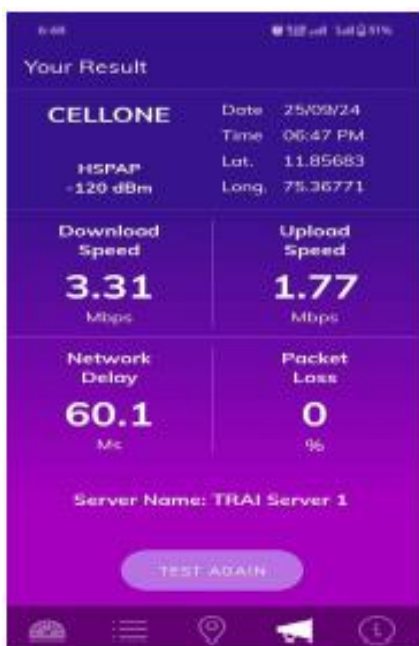 Your Result
CELLONE
HSPAP
-120 dBm
Date 25/09/24
Time 06:47 PM
Lat. 11.85683
Long. 75.36771
Download
Speed
3.31
Mbps
Upload
Speed
1.77
Mbps
Network
Delay
60.1
Ms
Packet
Loss
0
%
Server Name: TRAI Server 1
TEST AGAIN